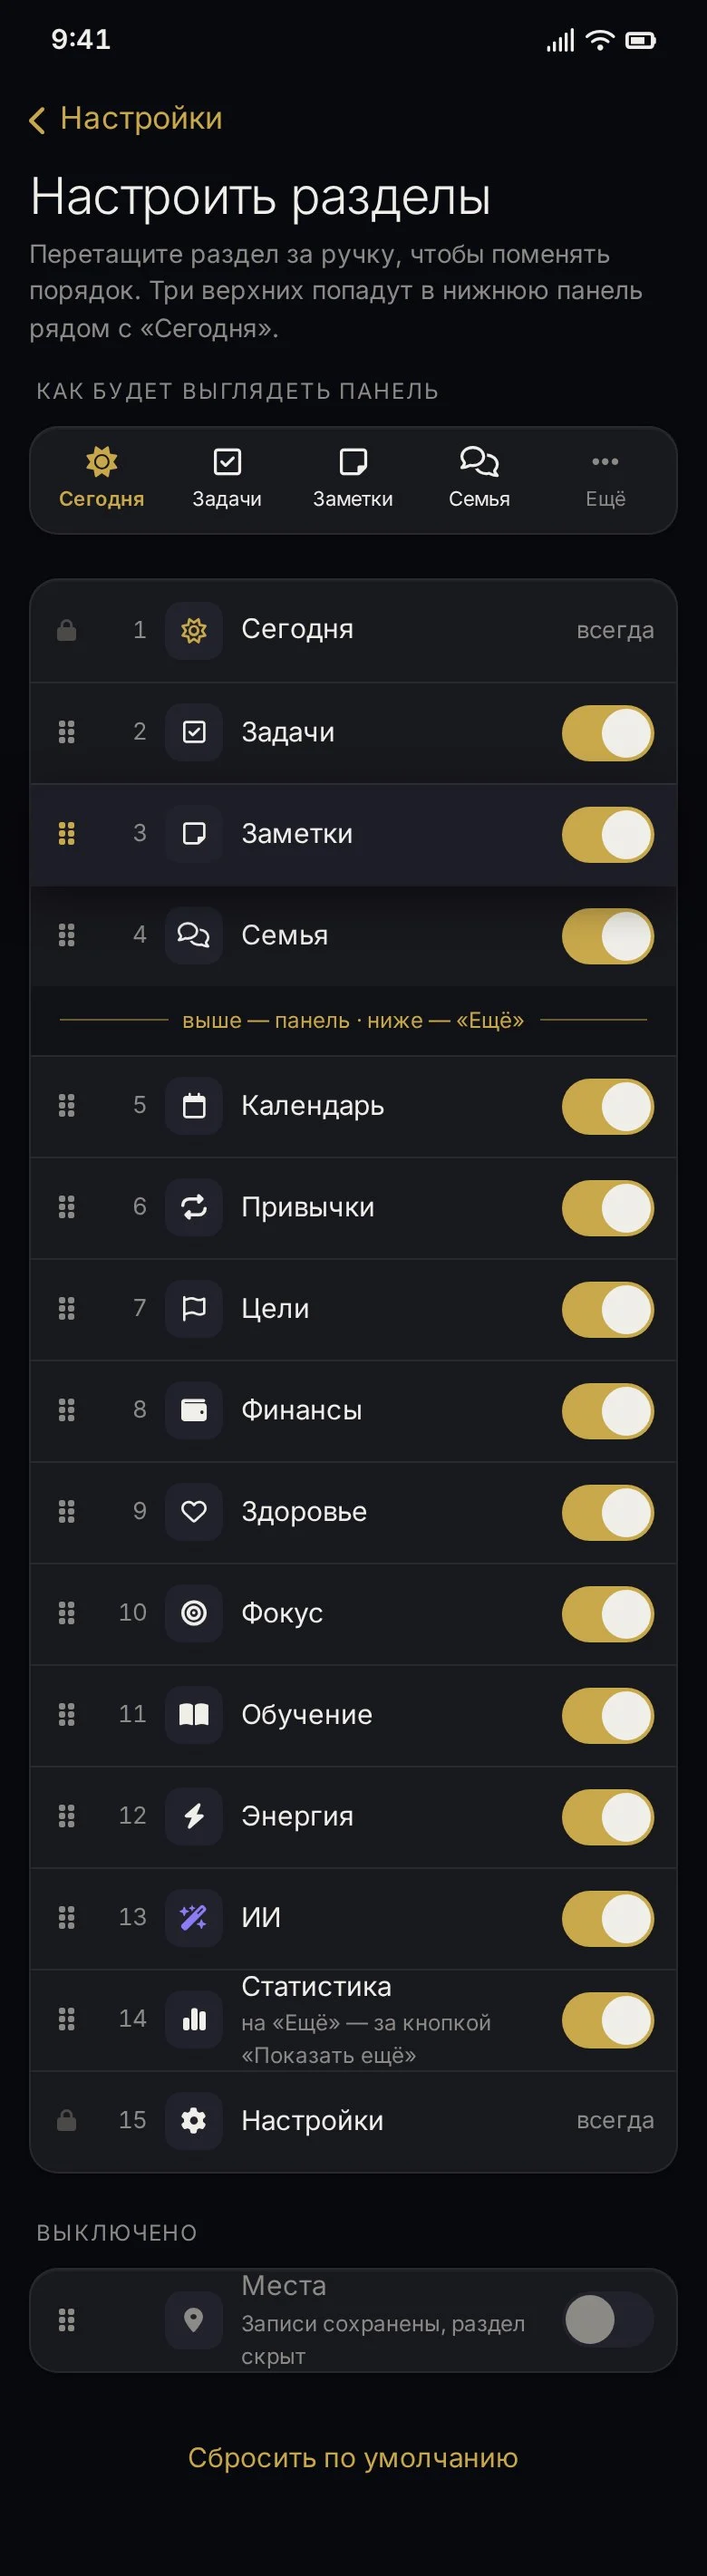 9:41
Настройки
Настроить разделы
Перетащите раздел за ручку, чтобы поменять
порядок. Три верхних попадут в нижнюю панель
рядом с «Сегодня».
КАК БУДЕТ ВЫГЛЯДЕТЬ ПАНЕЛЬ
Сегодня Задачи Заметки Семья Ещё
1 Сегодня всегда
2 Задачи
3 Заметки
4 Семья
выше — панель · ниже — «Ещё»
5 Календарь
6 Привычки
7 Цели
8 Финансы
9 Здоровье
10 Фокус
11 Обучение
12 Энергия
13 ИИ
14 Статистика
на «Ещё» — за кнопкой
«Показать ещё»
15 Настройки всегда
ВЫКЛЮЧЕНО
Места
Записи сохранены, раздел
скрыт
Сбросить по умолчанию